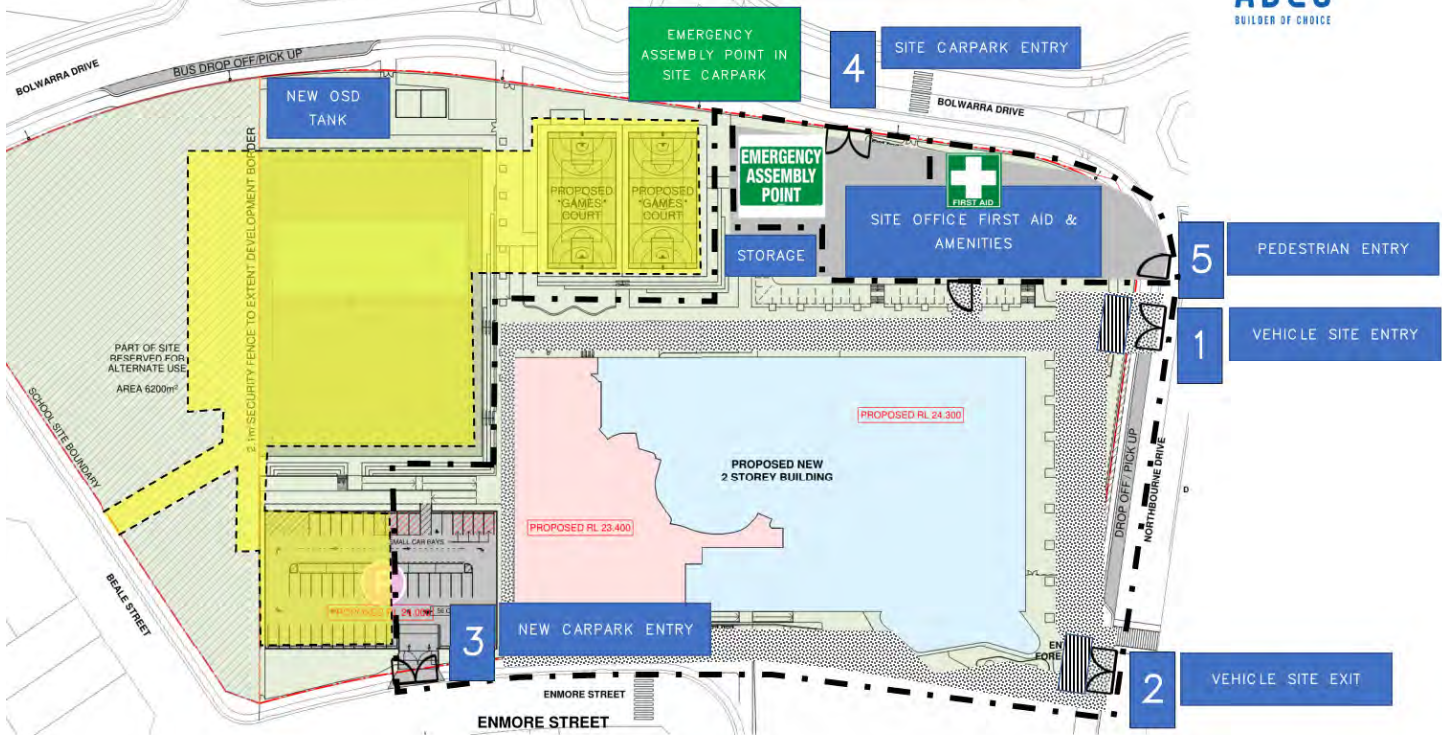 BUILDER OF CHOICE
EMERGENCY
ASSEMBLY POINT IN
SITE CARPARK
4
SITE CARPARK ENTRY
BOLWARRA DRIVE
BUS DROP OFF/PICK UP
NEW OSD
TANK
BOLWARRA DRIVE
EMERGENCY
ASSEMBLY
POINT
FIRST AID
PROPOSED
"GAMES"
COURT
PROPOSED
"GAMES"
COURT
SITE OFFICE FIRST AID &
AMENITIES
STORAGE
5
PEDESTRIAN ENTRY
1
VEHICLE SITE ENTRY
2.1m SECURITY FENCE TO EXTENT DEVELOPMENT BORDER
PART OF SITE
RESERVED FOR
ALTERNATE USE
AREA 6200m²
SCHOOL SITE BOUNDARY
PROPOSED RL 24.300
PROPOSED NEW
2 STOREY BUILDING
PROPOSED RL 23.400
DROP OFF / PICK UP
NORTHBOURNE DRIVE
D
SMALL CAR BAYS
BEALE STREET
3
NEW CARPARK ENTRY
EN
FORE
2
VEHICLE SITE EXIT
ENMORE STREET
ENMORE STREET